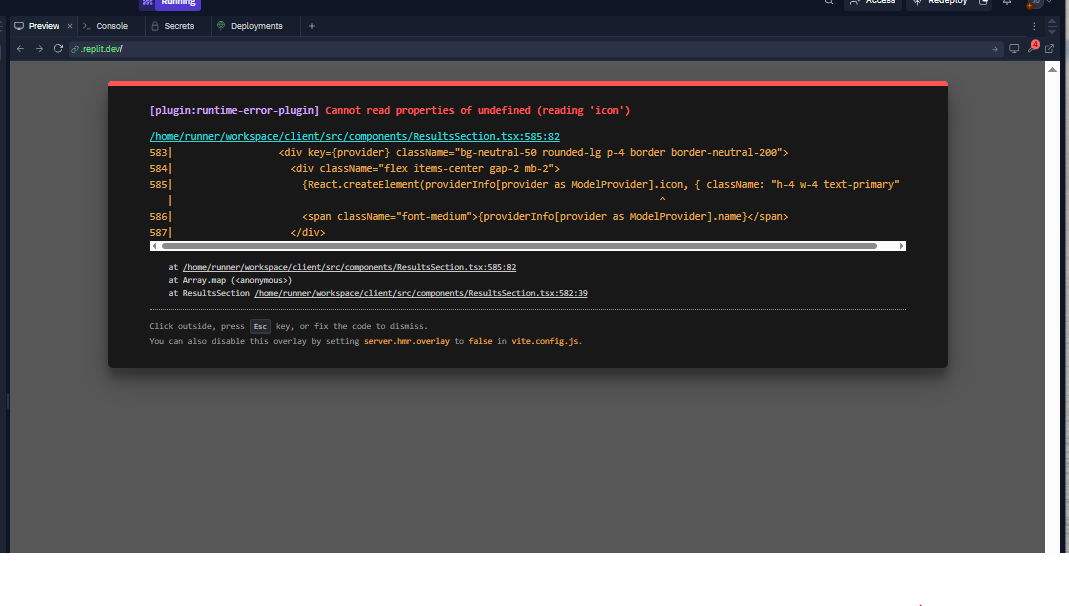 Running
Access
Redeploy
Preview × >_ Console Secrets Deployments +
.replit.dev/
4
[plugin:runtime-error-plugin] Cannot read properties of undefined (reading 'icon')
/home/runner/workspace/client/src/components/ResultsSection.tsx:585:82
583| <div key={provider} className="bg-neutral-50 rounded-lg p-4 border border-neutral-200">
584| <div className="flex items-center gap-2 mb-2">
585| {React.createElement(providerInfo[provider as ModelProvider].icon, { className: "h-4 w-4 text-primary"
| ^
586| <span className="font-medium">{providerInfo[provider as ModelProvider].name}</span>
587| </div>
at /home/runner/workspace/client/src/components/ResultsSection.tsx:585:82
at Array.map (<anonymous>)
at ResultsSection /home/runner/workspace/client/src/components/ResultsSection.tsx:582:39
Click outside, press Esc key, or fix the code to dismiss.
You can also disable this overlay by setting server.hmr.overlay to false in vite.config.js.